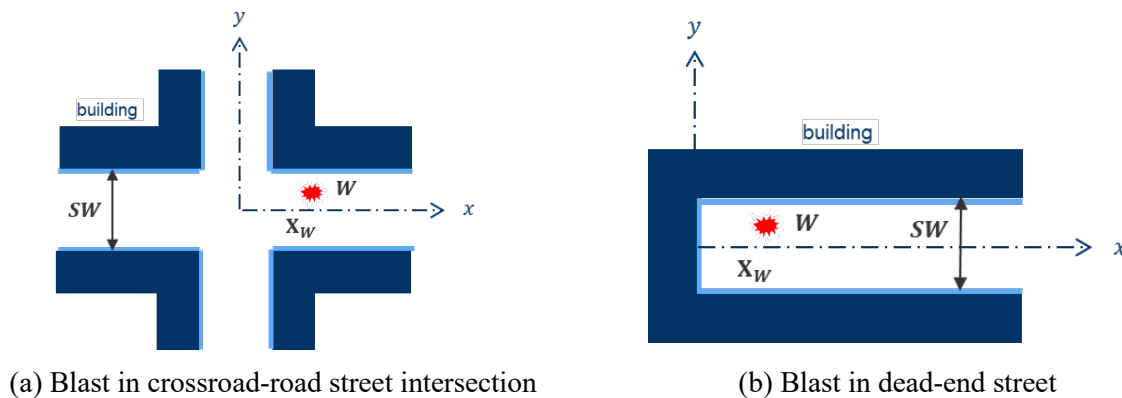 y
building
W
SW
x
X_W
(a) Blast in crossroad-road street intersection
y
building
W
SW
x
X_W
(b) Blast in dead-end street